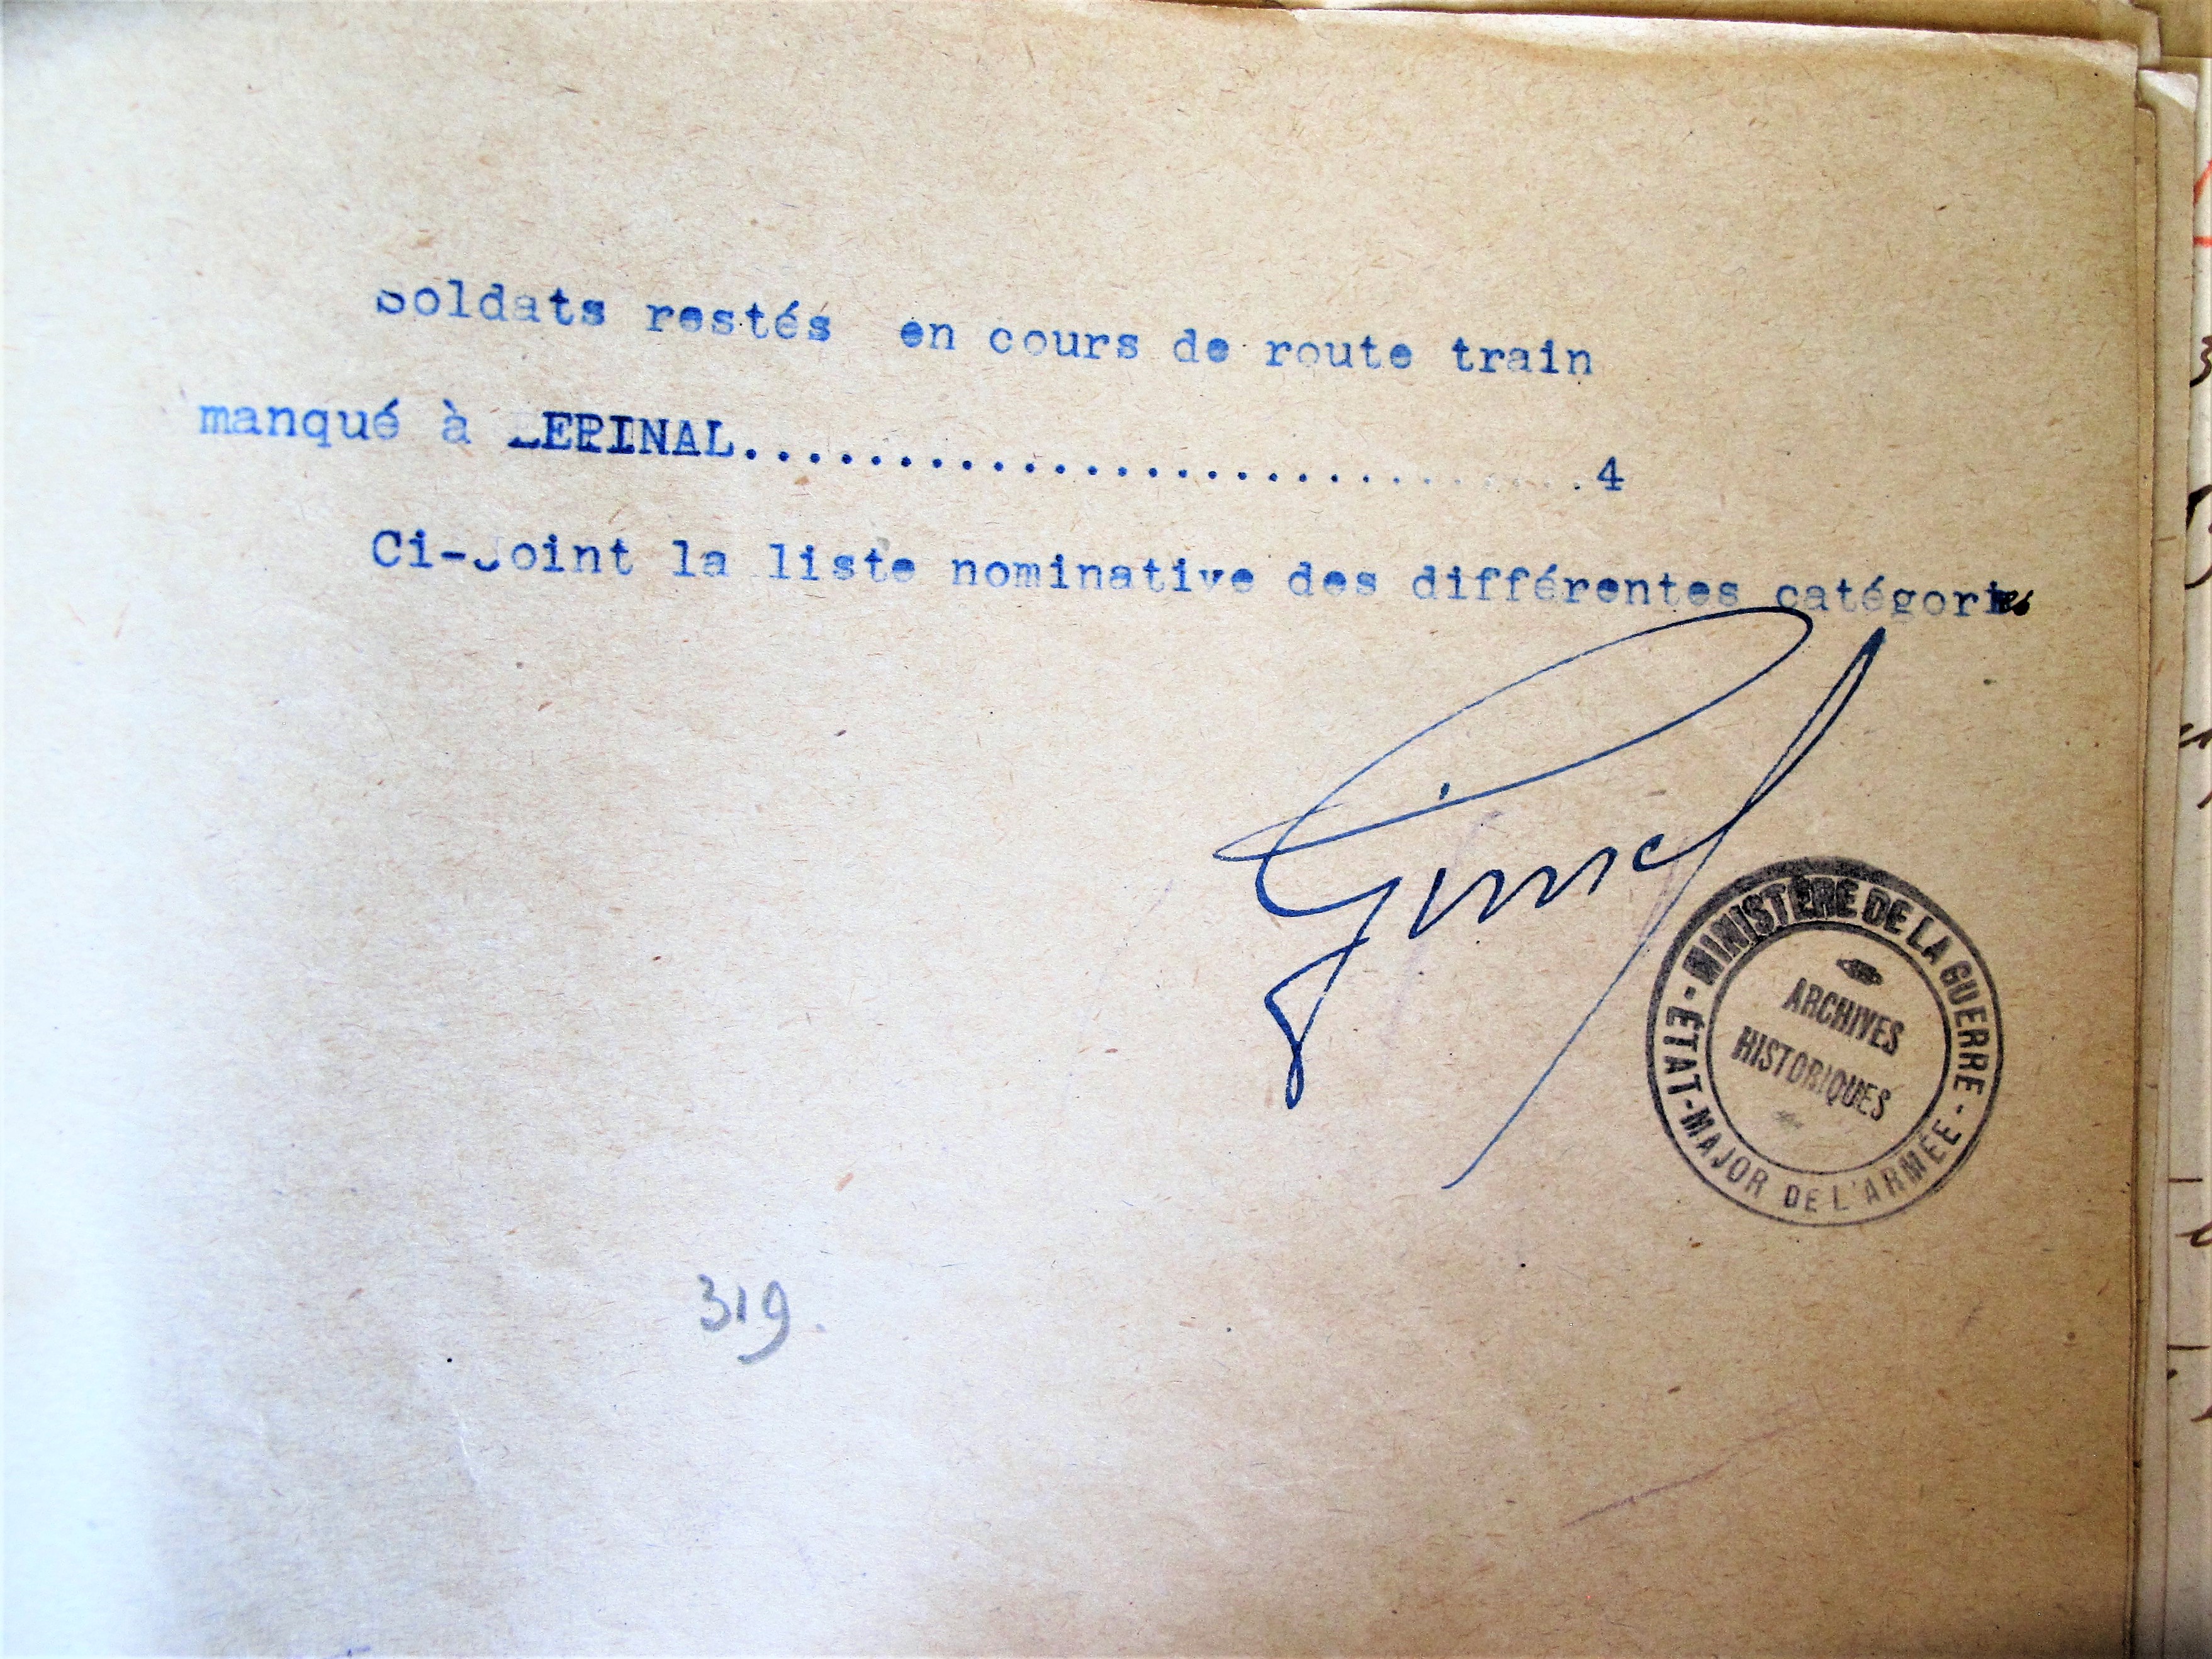 Soldats restés en cours de route train
manqué à EPINAL..............................4
Ci-Joint la liste nominative des différentes catégories
MINISTÈRE DE LA GUERRE -
ÉTAT-MAJOR DE L'ARMÉE -
ARCHIVES
HISTORIQUES
319.